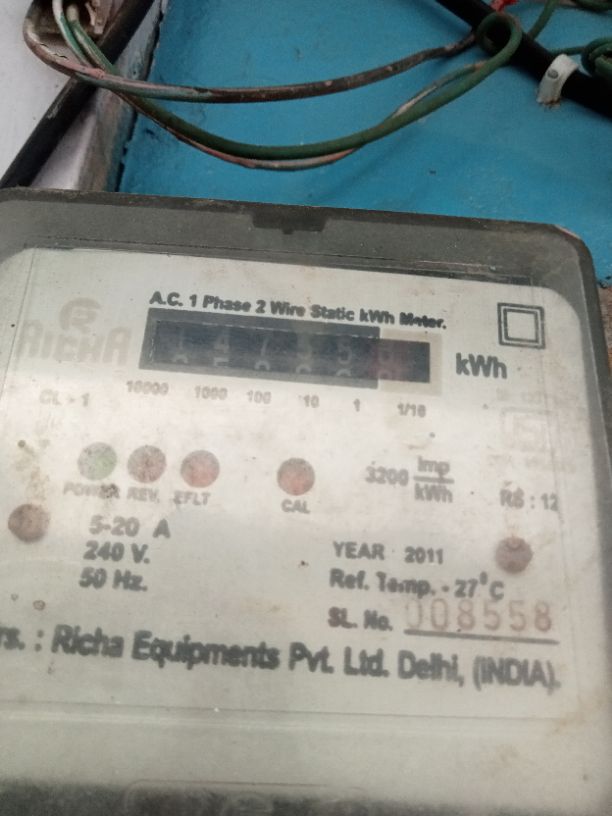 A.C. 1 Phase 2 Wire Static kWh Meter.
RICHA
kWh
CL - 1
10000 1000 100 10 1 1/10
POWER REV. EFLT CAL
3200 Imp/kWh
RS : 12
5-20 A
240 V.
50 Hz.
YEAR 2011
Ref. Temp. - 27°C
SL. No. 008558
rs. : Richa Equipments Pvt. Ltd. Delhi, (INDIA).